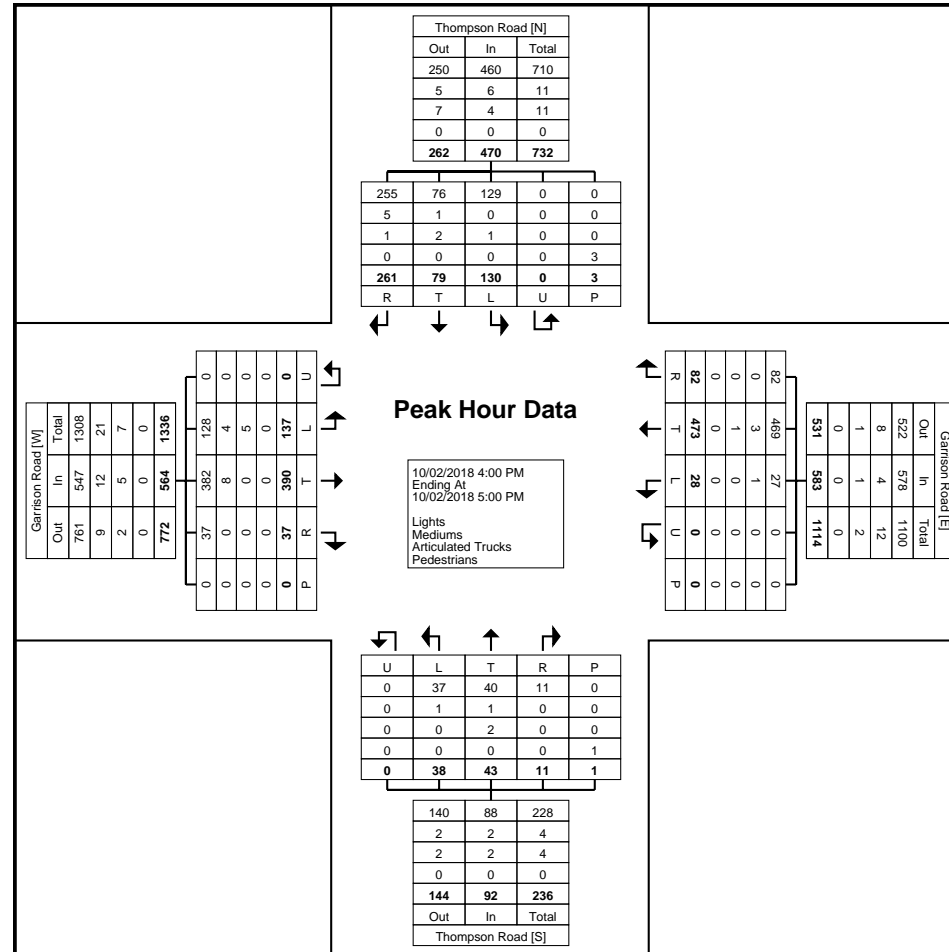 Thompson Road [N]
Out In Total
250 460 710
5 6 11
7 4 11
0 0 0
262 470 732
255 76 129 0 0
5 1 0 0 0
1 2 1 0 0
0 0 0 0 3
261 79 130 0 3
R T L U P
Garrison Road [W]
Total In Out
1308 547 761
21 12 9
7 5 2
0 0 0
1336 564 772
0 128 382 37 0
0 4 8 0 0
0 5 0 0 0
0 0 0 0 0
0 137 390 37 0
U L T R P
Peak Hour Data
10/02/2018 4:00 PM
Ending At
10/02/2018 5:00 PM
Lights
Mediums
Articulated Trucks
Pedestrians
R T L U P
82 473 28 0 0
0 0 0 0 0
0 1 0 0 0
0 3 1 0 0
82 469 27 0 0
Garrison Road [E]
Out In Total
522 578 1100
8 4 12
1 1 2
0 0 0
531 583 1114
U L T R P
0 37 40 11 0
0 1 1 0 0
0 0 2 0 0
0 0 0 0 1
0 38 43 11 1
140 88 228
2 2 4
2 2 4
0 0 0
144 92 236
Out In Total
Thompson Road [S]